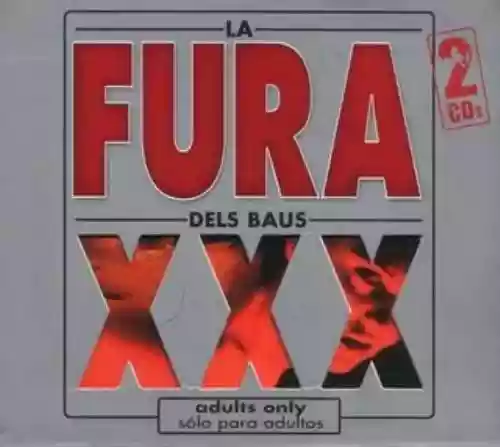 LA
FURA
DELS BAUS
XXX
2
CDs
adults only
sólo para adultos